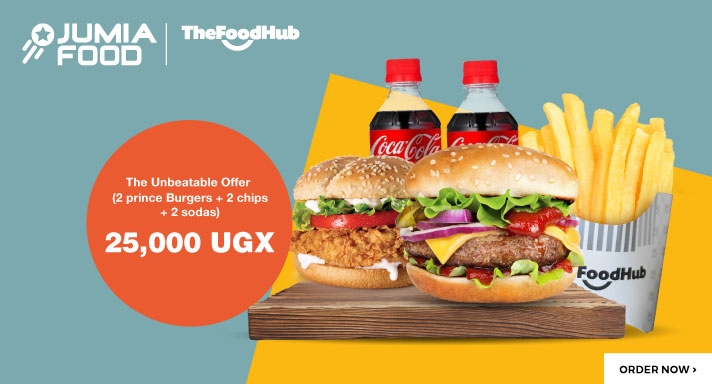 JUMIA
FOOD
TheFoodHub
The Unbeatable Offer
(2 prince Burgers + 2 chips
+ 2 sodas)
25,000 UGX
Coca-Cola
Coca-Cola
FoodHub
ORDER NOW ›